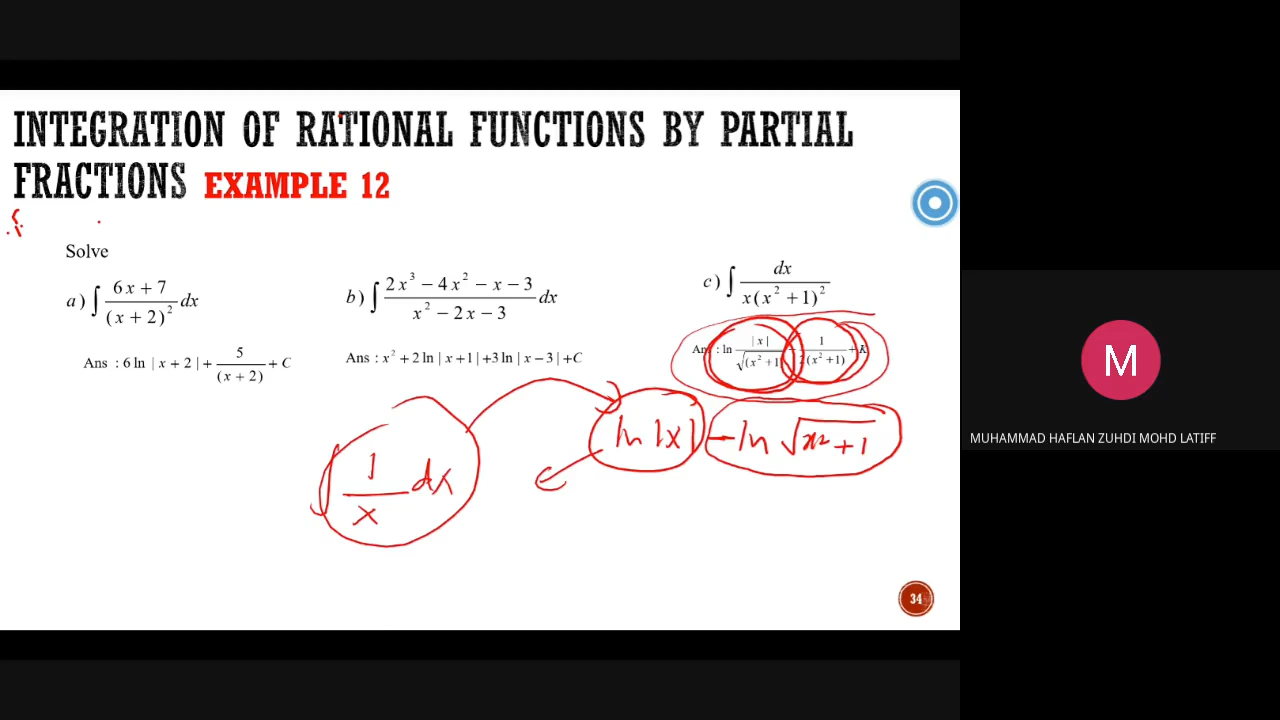 INTEGRATION OF RATIONAL FUNCTIONS BY PARTIAL
FRACTIONS EXAMPLE 12
Solve
a) ∫ (6x + 7)/(x + 2)² dx
b) ∫ (2x³ − 4x² − x − 3)/(x² − 2x − 3) dx
c) ∫ dx/(x(x² + 1)²)
Ans : 6 ln | x + 2 | + 5/(x + 2) + C
Ans : x² + 2 ln | x + 1 | +3 ln | x − 3 | +C
: ln | x |/√(x² + 1) 1/2(x² + 1) + K
ln |x| − ln √x² + 1
∫ 1/x dx
34
M
MUHAMMAD HAFLAN ZUHDI MOHD LATIFF